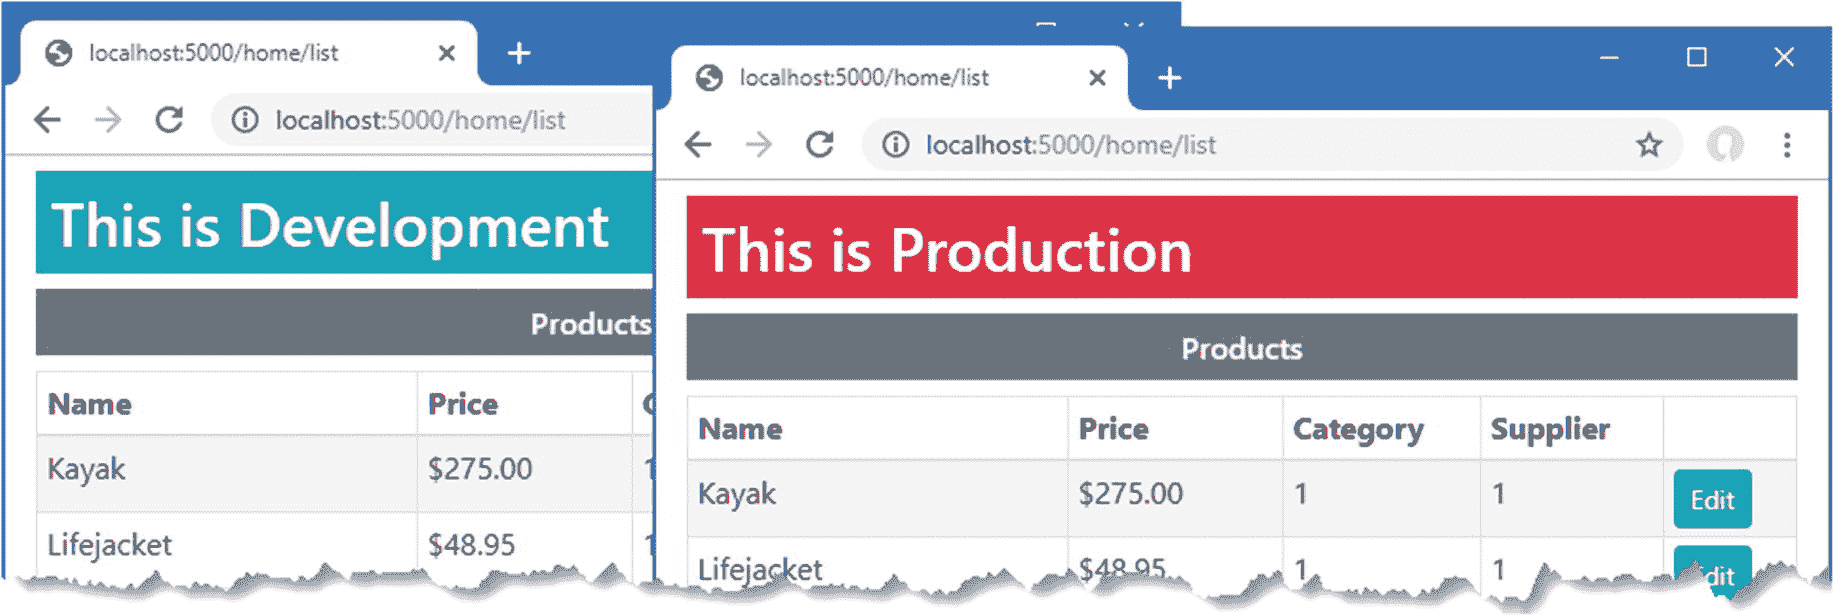 localhost:5000/home/list
localhost:5000/home/list
This is Development
Products
Name Price
Kayak $275.00
Lifejacket $48.95
localhost:5000/home/list
localhost:5000/home/list
This is Production
Products
Name Price Category Supplier
Kayak $275.00 1 1 Edit
Lifejacket $48.95 1 1 Edit